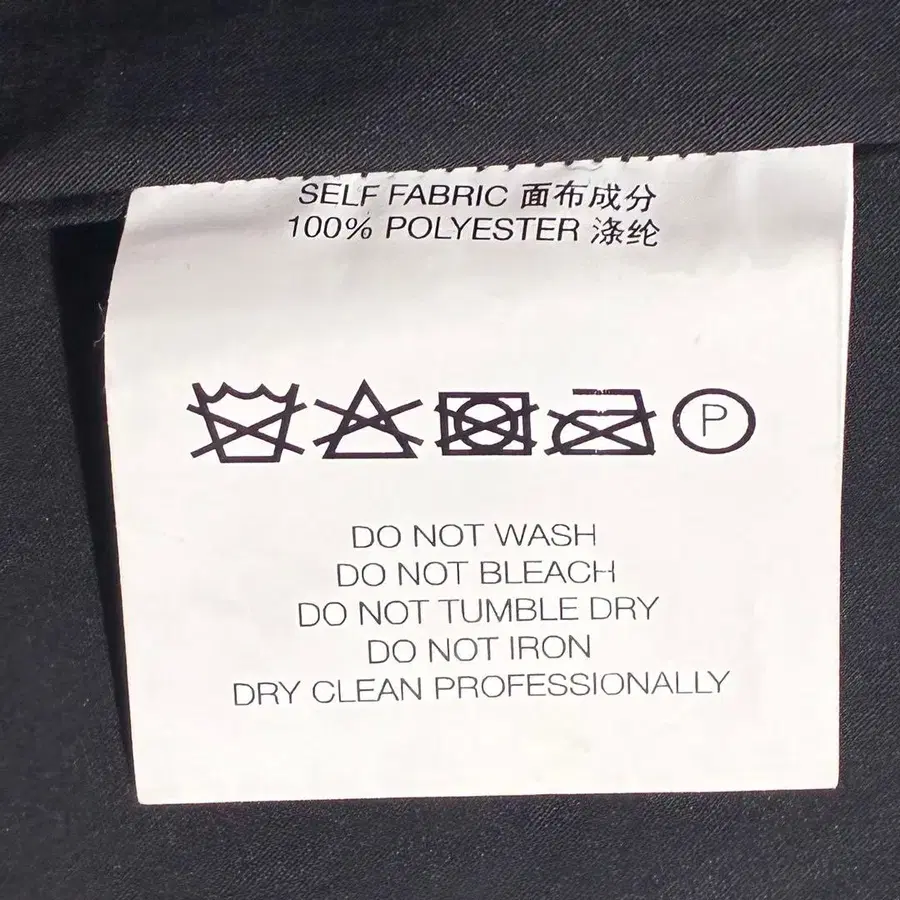 SELF FABRIC 面布成分
100% POLYESTER 涤纶
P
DO NOT WASH
DO NOT BLEACH
DO NOT TUMBLE DRY
DO NOT IRON
DRY CLEAN PROFESSIONALLY